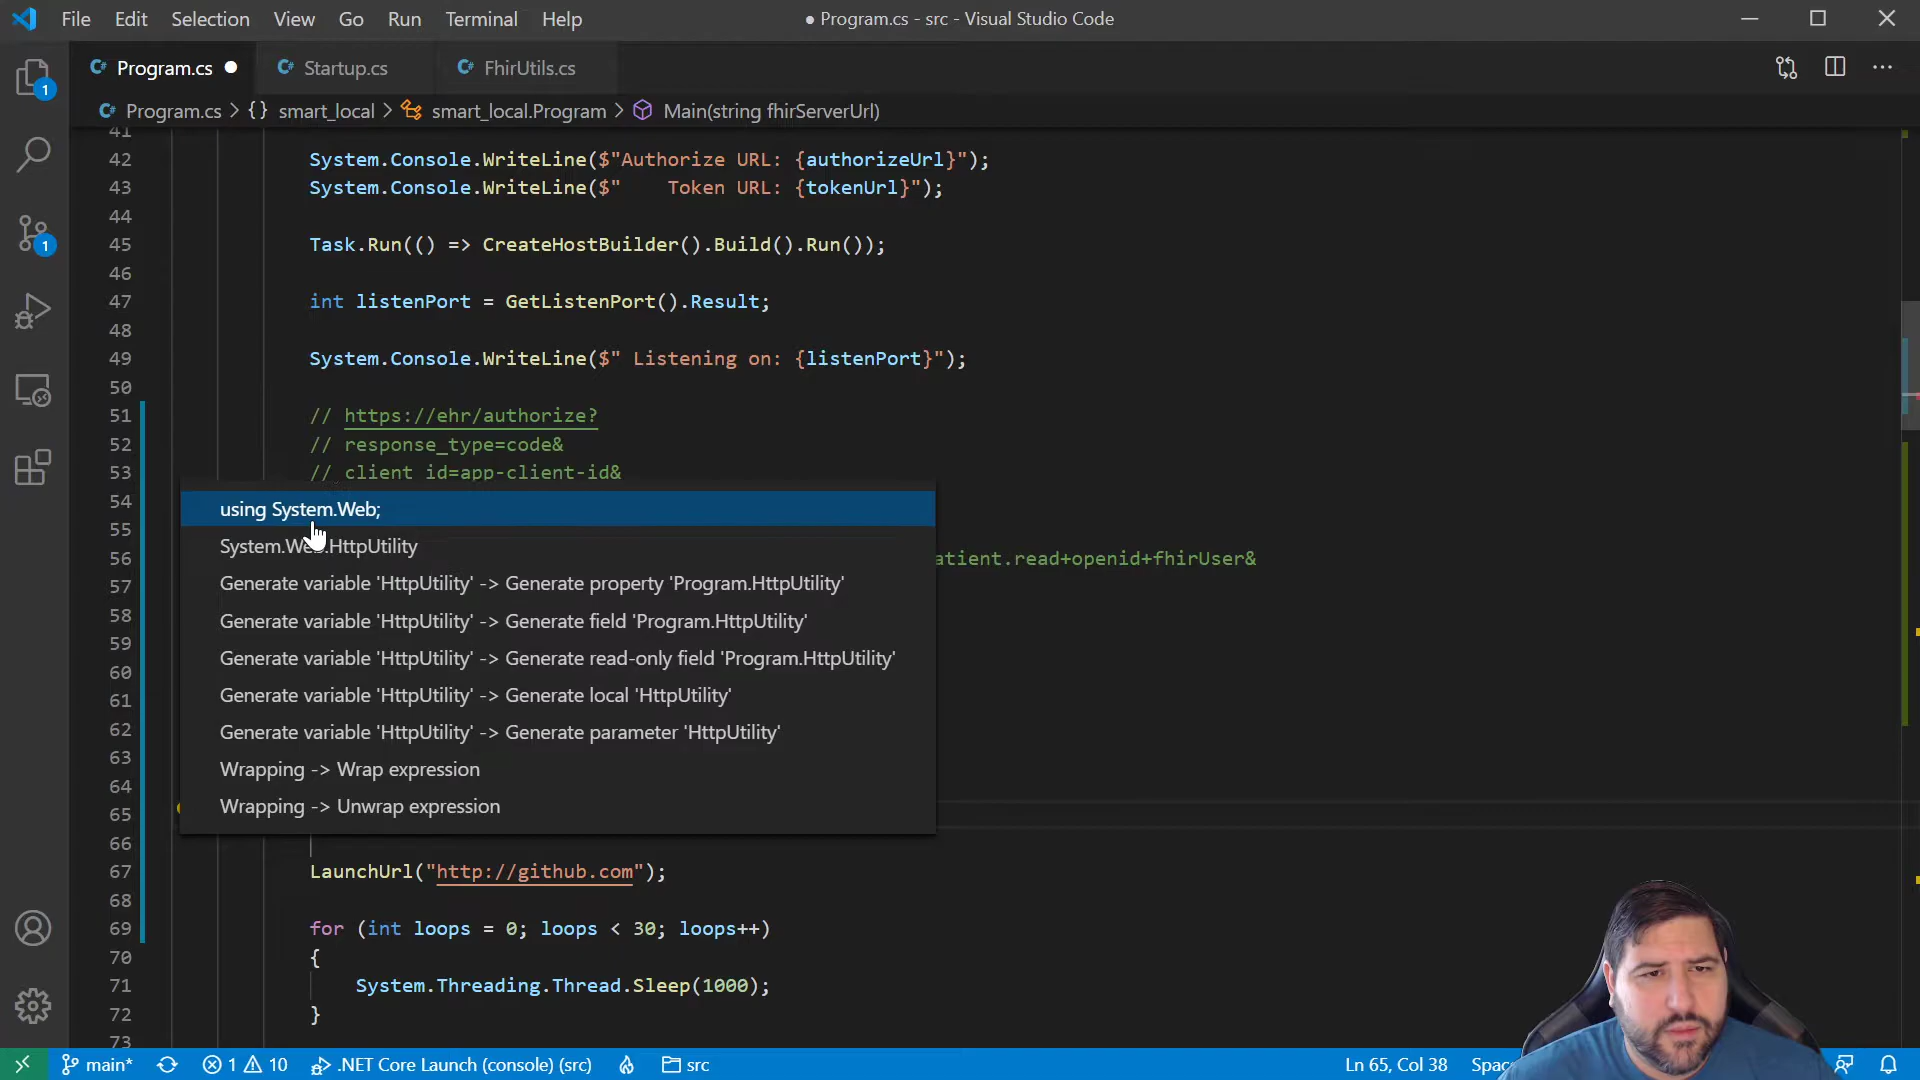 File Edit Selection View Go Run Terminal Help
● Program.cs - src - Visual Studio Code
Program.cs
Startup.cs
FhirUtils.cs
Program.cs > {} smart_local > smart_local.Program > Main(string fhirServerUrl)
41
42 System.Console.WriteLine($"Authorize URL: {authorizeUrl}");
43 System.Console.WriteLine($"    Token URL: {tokenUrl}");
44
45 Task.Run(() => CreateHostBuilder().Build().Run());
46
47 int listenPort = GetListenPort().Result;
48
49 System.Console.WriteLine($" Listening on: {listenPort}");
50
51 // https://ehr/authorize?
52 // response_type=code&
53 // client_id=app-client-id&
54 using System.Web;
55 System.Web.HttpUtility
56 atient.read+openid+fhirUser&
57 Generate variable 'HttpUtility' -> Generate property 'Program.HttpUtility'
58 Generate variable 'HttpUtility' -> Generate field 'Program.HttpUtility'
59
60 Generate variable 'HttpUtility' -> Generate read-only field 'Program.HttpUtility'
61 Generate variable 'HttpUtility' -> Generate local 'HttpUtility'
62 Generate variable 'HttpUtility' -> Generate parameter 'HttpUtility'
63 Wrapping -> Wrap expression
64
65 Wrapping -> Unwrap expression
66
67 LaunchUrl("http://github.com");
68
69 for (int loops = 0; loops < 30; loops++)
70 {
71 System.Threading.Thread.Sleep(1000);
72 }
73
1
1
main* 1 10 .NET Core Launch (console) (src) src Ln 65, Col 38